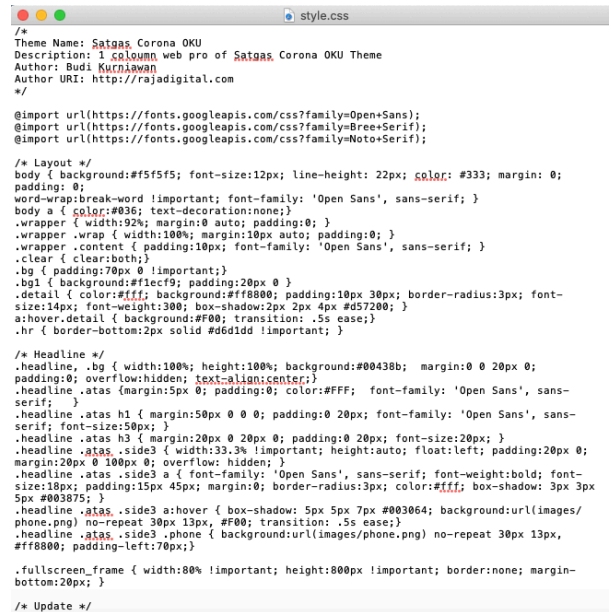 style.css
/*
Theme Name: Satgas Corona OKU
Description: 1 coloumn web pro of Satgas Corona OKU Theme
Author: Budi Kurniawan
Author URI: http://rajadigital.com
*/
@import url(https://fonts.googleapis.com/css?family=Open+Sans);
@import url(https://fonts.googleapis.com/css?family=Bree+Serif);
@import url(https://fonts.googleapis.com/css?family=Noto+Serif);
/* Layout */
body { background:#f5f5f5; font-size:12px; line-height: 22px; color: #333; margin: 0;
padding: 0;
word-wrap:break-word !important; font-family: 'Open Sans', sans-serif; }
body a { color:#036; text-decoration:none;}
.wrapper { width:92%; margin:0 auto; padding:0; }
.wrapper .wrap { width:100%; margin:10px auto; padding:0; }
.wrapper .content { padding:10px; font-family: 'Open Sans', sans-serif; }
.clear { clear:both;}
.bg { padding:70px 0 !important;}
.bg1 { background:#f1ecf9; padding:20px 0 }
.detail { color:#fff; background:#ff8800; padding:10px 30px; border-radius:3px; font-
size:14px; font-weight:300; box-shadow:2px 2px 4px #d57200; }
a:hover.detail { background:#F00; transition: .5s ease;}
.hr { border-bottom:2px solid #d6d1dd !important; }
/* Headline */
.headline, .bg { width:100%; height:100%; background:#00438b;  margin:0 0 20px 0;
padding:0; overflow:hidden; text-align:center;}
.headline .atas {margin:5px 0; padding:0; color:#FFF;  font-family: 'Open Sans', sans-
serif;   }
.headline .atas h1 { margin:50px 0 0 0; padding:0 20px; font-family: 'Open Sans', sans-
serif; font-size:50px; }
.headline .atas h3 { margin:20px 0 20px 0; padding:0 20px; font-size:20px; }
.headline .atas .side3 { width:33.3% !important; height:auto; float:left; padding:20px 0;
margin:20px 0 100px 0; overflow: hidden; }
.headline .atas .side3 a { font-family: 'Open Sans', sans-serif; font-weight:bold; font-
size:18px; padding:15px 45px; margin:0; border-radius:3px; color:#fff; box-shadow: 3px 3px
5px #003875; }
.headline .atas .side3 a:hover { box-shadow: 5px 5px 7px #003064; background:url(images/
phone.png) no-repeat 30px 13px, #F00; transition: .5s ease;}
.headline .atas .side3 .phone { background:url(images/phone.png) no-repeat 30px 13px,
#ff8800; padding-left:70px;}
.fullscreen_frame { width:80% !important; height:800px !important; border:none; margin-
bottom:20px; }
/* Update */